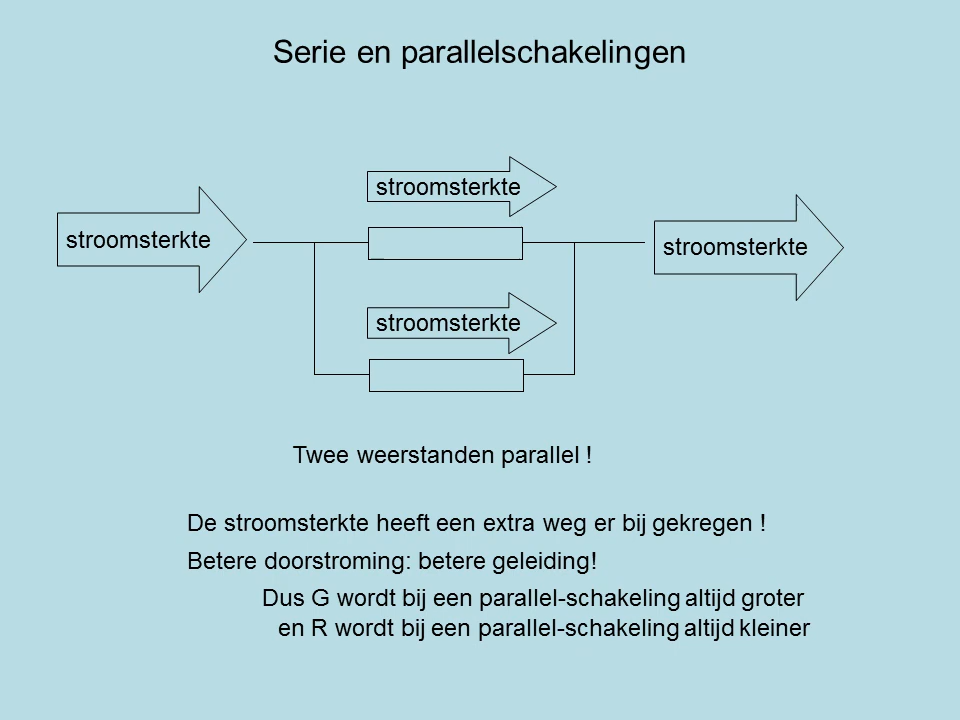 Serie en parallelschakelingen
stroomsterkte
stroomsterkte
stroomsterkte
stroomsterkte
Twee weerstanden parallel !
De stroomsterkte heeft een extra weg er bij gekregen !
Betere doorstroming: betere geleiding!
Dus G wordt bij een parallel-schakeling altijd groter
en R wordt bij een parallel-schakeling altijd kleiner